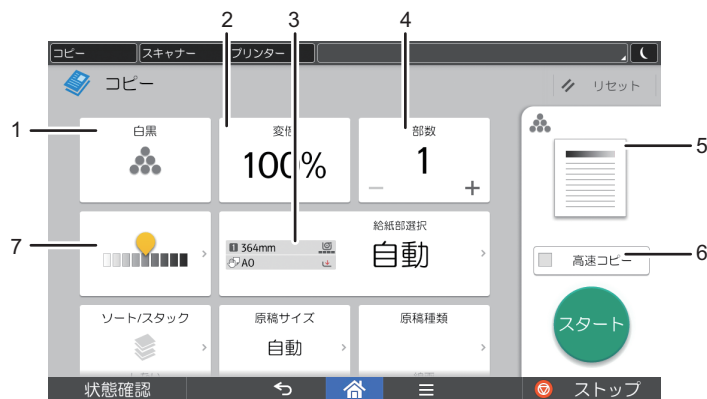 2
3
4
コピー
スキャナー
プリンター
コピー
リセット
1
白黒
変倍
100%
部数
1
5
7
1 364mm
A0
給紙部選択
自動
高速コピー
6
ソート/スタック
原稿サイズ
自動
原稿種類
スタート
状態確認
ストップ